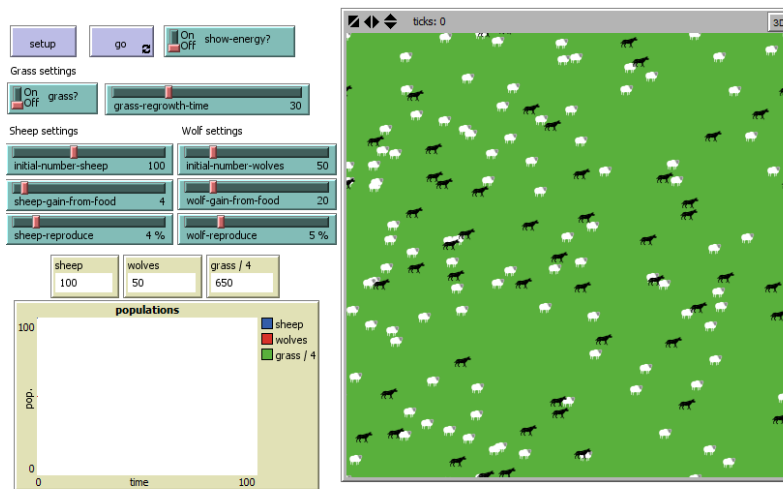 ticks: 0
3D
setup
go
On
Off
show-energy?
Grass settings
On
Off
grass?
grass-regrowth-time 30
Sheep settings
Wolf settings
initial-number-sheep 100
initial-number-wolves 50
sheep-gain-from-food 4
wolf-gain-from-food 20
sheep-reproduce 4 %
wolf-reproduce 5 %
sheep
100
wolves
50
grass / 4
650
populations
100
pop.
0
0
time
100
sheep
wolves
grass / 4